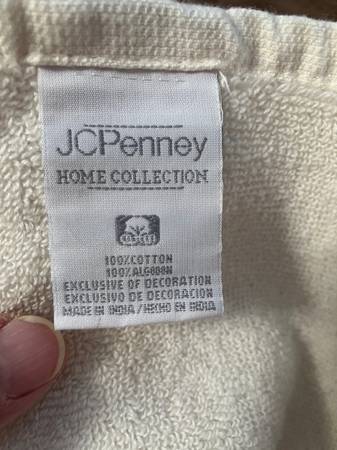 JCPenney
HOME COLLECTION
100% COTTON
100% ALGODON
EXCLUSIVE OF DECORATION
EXCLUSIVO DE DECORACION
MADE IN INDIA/HECHO EN INDIA